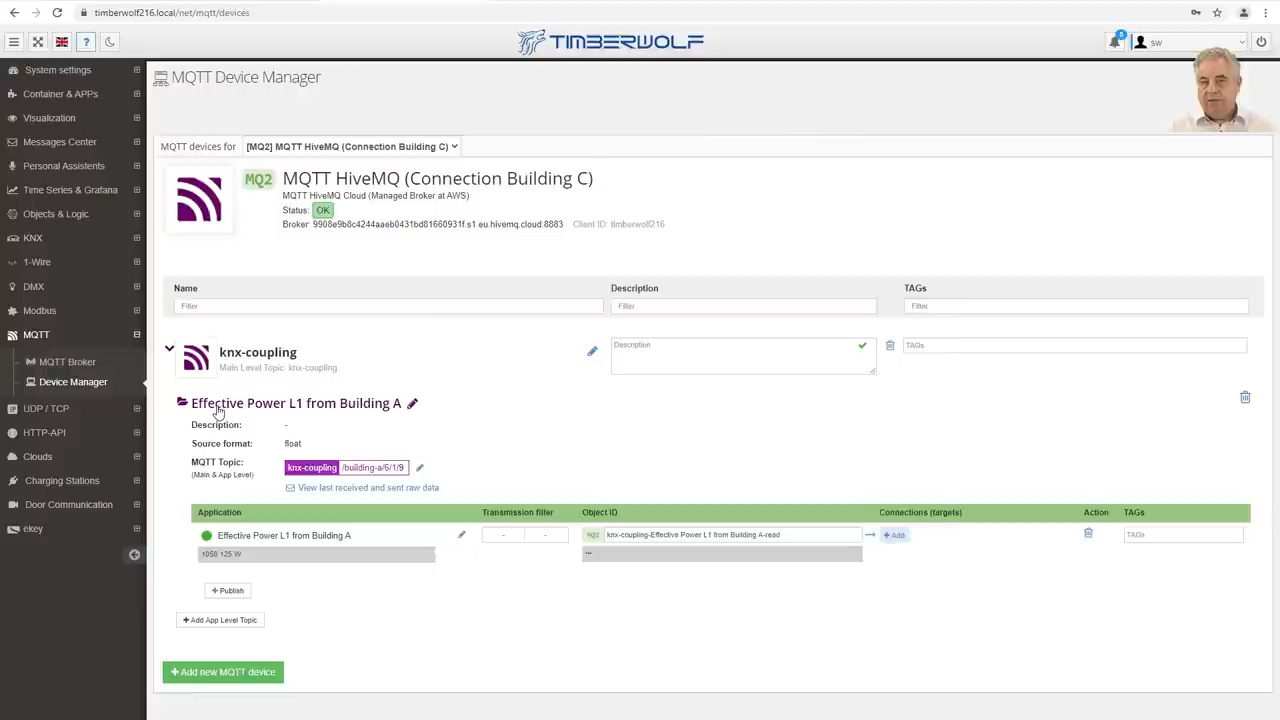 timberwolf216.local/net/mqtt/devices
?
TIMBERWOLF
sw
System settings
Container & APPs
Visualization
Messages Center
Personal Assistents
Time Series & Grafana
Objects & Logic
KNX
1-Wire
DMX
Modbus
MQTT
MQTT Broker
Device Manager
UDP / TCP
HTTP-API
Clouds
Charging Stations
Door Communication
ekey
MQTT Device Manager
MQTT devices for [MQ2] MQTT HiveMQ (Connection Building C)
MQ2 MQTT HiveMQ (Connection Building C)
MQTT HiveMQ Cloud (Managed Broker at AWS)
Status: OK
Broker: 9908e9b8c4244aaeb0431bd81660931f.s1.eu.hivemq.cloud:8883 Client ID: timberwolf216
Name Description TAGs
Filter Filter Filter
knx-coupling Description TAGs
Main Level Topic: knx-coupling
Effective Power L1 from Building A
Description: -
Source format: float
MQTT Topic: knx-coupling /building-a/6/1/9
(Main & App Level)
View last received and sent raw data
Application Transmission filter Object ID Connections (targets) Action TAGs
Effective Power L1 from Building A - - MQ2 knx-coupling-Effective Power L1 from Building A-read + Add TAGs
1050.125 W ---
+ Publish
+ Add App Level Topic
+ Add new MQTT device